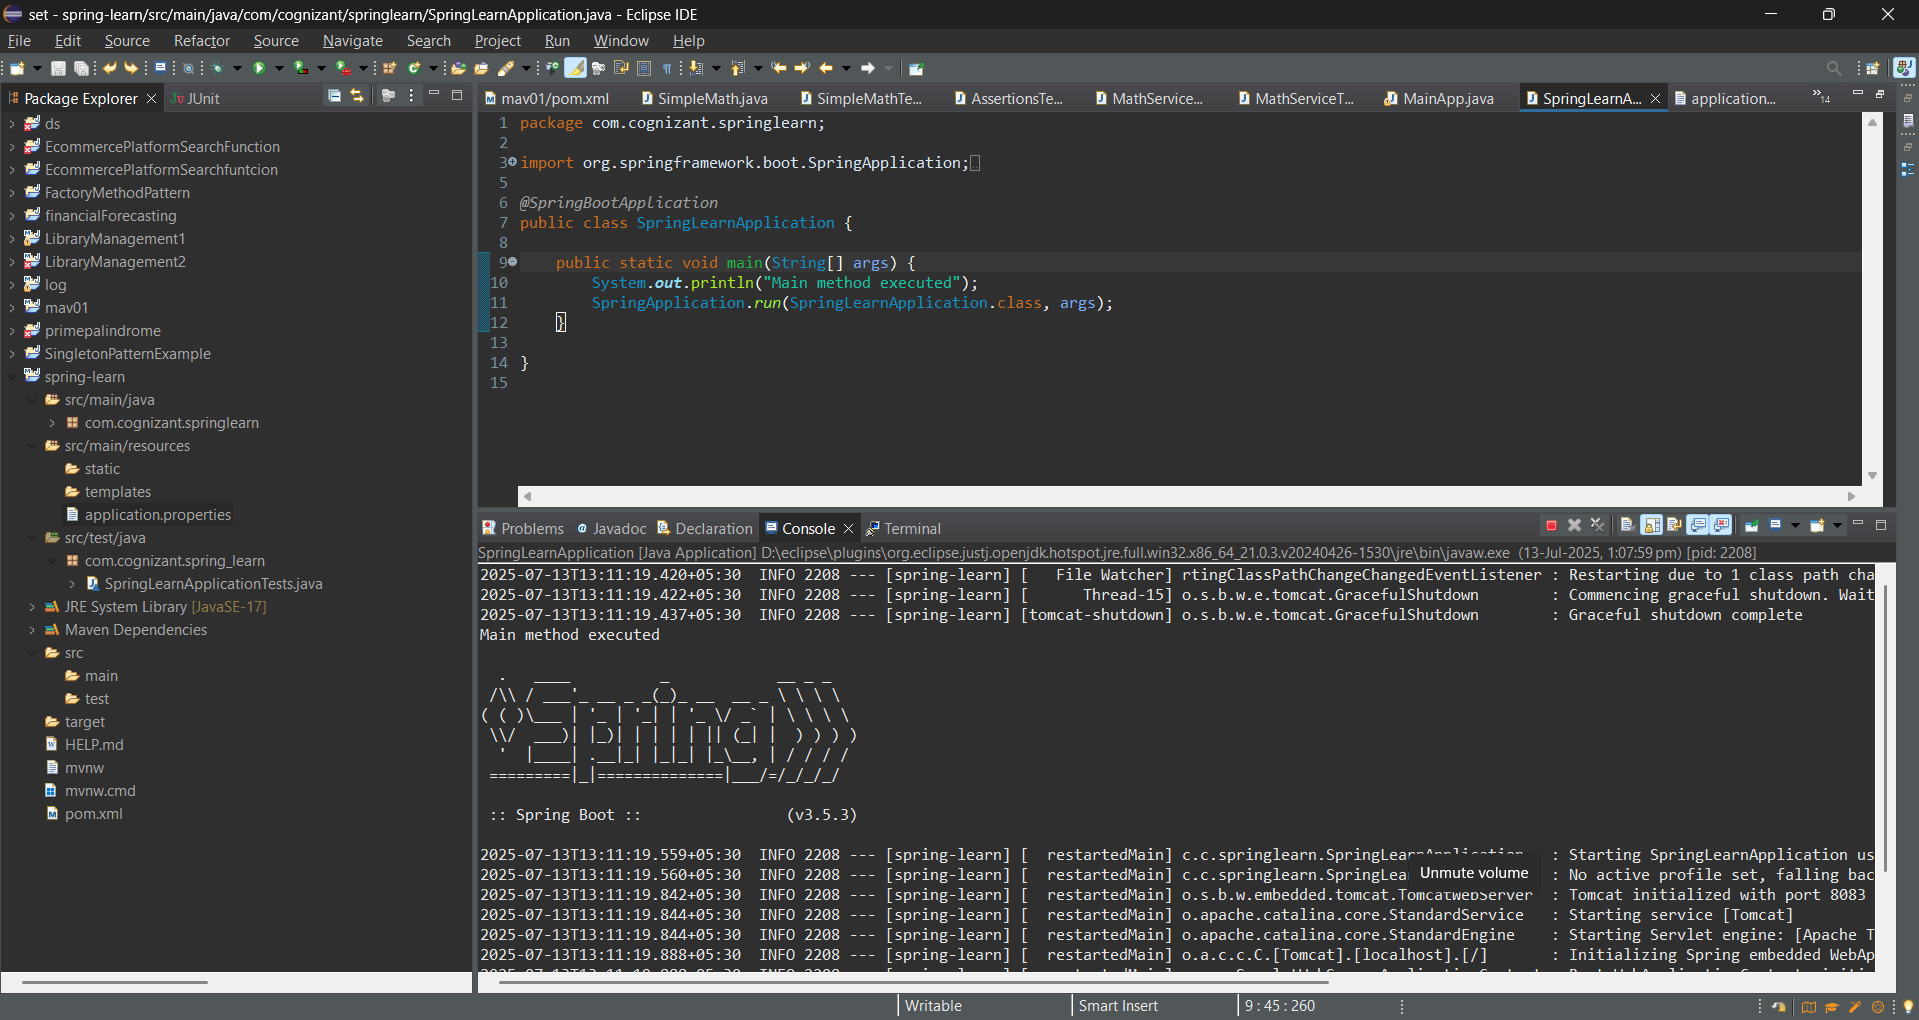 set - spring-learn/src/main/java/com/cognizant/springlearn/SpringLearnApplication.java - Eclipse IDE
File Edit Source Refactor Source Navigate Search Project Run Window Help
Package Explorer
JUnit
ds
EcommercePlatformSearchFunction
EcommercePlatformSearchfuntcion
FactoryMethodPattern
financialForecasting
LibraryManagement1
LibraryManagement2
log
mav01
primepalindrome
SingletonPatternExample
spring-learn
src/main/java
com.cognizant.springlearn
src/main/resources
static
templates
application.properties
src/test/java
com.cognizant.spring_learn
SpringLearnApplicationTests.java
JRE System Library [JavaSE-17]
Maven Dependencies
src
main
test
target
HELP.md
mvnw
mvnw.cmd
pom.xml
mav01/pom.xml SimpleMath.java SimpleMathTe... AssertionsTe... MathService... MathServiceT... MainApp.java SpringLearnA... application... »14
1 package com.cognizant.springlearn;
2
3 import org.springframework.boot.SpringApplication;
5
6 @SpringBootApplication
7 public class SpringLearnApplication {
8
9 public static void main(String[] args) {
10 System.out.println("Main method executed");
11 SpringApplication.run(SpringLearnApplication.class, args);
12 }
13
14 }
15
Problems Javadoc Declaration Console Terminal
SpringLearnApplication [Java Application] D:\eclipse\plugins\org.eclipse.justj.openjdk.hotspot.jre.full.win32.x86_64_21.0.3.v20240426-1530\jre\bin\javaw.exe (13-Jul-2025, 1:07:59 pm) [pid: 2208]
2025-07-13T13:11:19.420+05:30 INFO 2208 --- [spring-learn] [ File Watcher] rtingClassPathChangeChangedEventListener : Restarting due to 1 class path cha
2025-07-13T13:11:19.422+05:30 INFO 2208 --- [spring-learn] [ Thread-15] o.s.b.w.e.tomcat.GracefulShutdown : Commencing graceful shutdown. Wait
2025-07-13T13:11:19.437+05:30 INFO 2208 --- [spring-learn] [tomcat-shutdown] o.s.b.w.e.tomcat.GracefulShutdown : Graceful shutdown complete
Main method executed
Spring
:: Spring Boot :: (v3.5.3)
2025-07-13T13:11:19.559+05:30 INFO 2208 --- [spring-learn] [ restartedMain] c.c.springlearn.SpringLearnApplication : Starting SpringLearnApplication us
2025-07-13T13:11:19.560+05:30 INFO 2208 --- [spring-learn] [ restartedMain] c.c.springlearn.SpringLea : No active profile set, falling bac
Unmute volume
2025-07-13T13:11:19.842+05:30 INFO 2208 --- [spring-learn] [ restartedMain] o.s.b.w.embedded.tomcat.TomcatWebServer : Tomcat initialized with port 8083
2025-07-13T13:11:19.844+05:30 INFO 2208 --- [spring-learn] [ restartedMain] o.apache.catalina.core.StandardService : Starting service [Tomcat]
2025-07-13T13:11:19.844+05:30 INFO 2208 --- [spring-learn] [ restartedMain] o.apache.catalina.core.StandardEngine : Starting Servlet engine: [Apache T
2025-07-13T13:11:19.888+05:30 INFO 2208 --- [spring-learn] [ restartedMain] o.a.c.c.C.[Tomcat].[localhost].[/] : Initializing Spring embedded WebAp
Writable Smart Insert 9 : 45 : 260